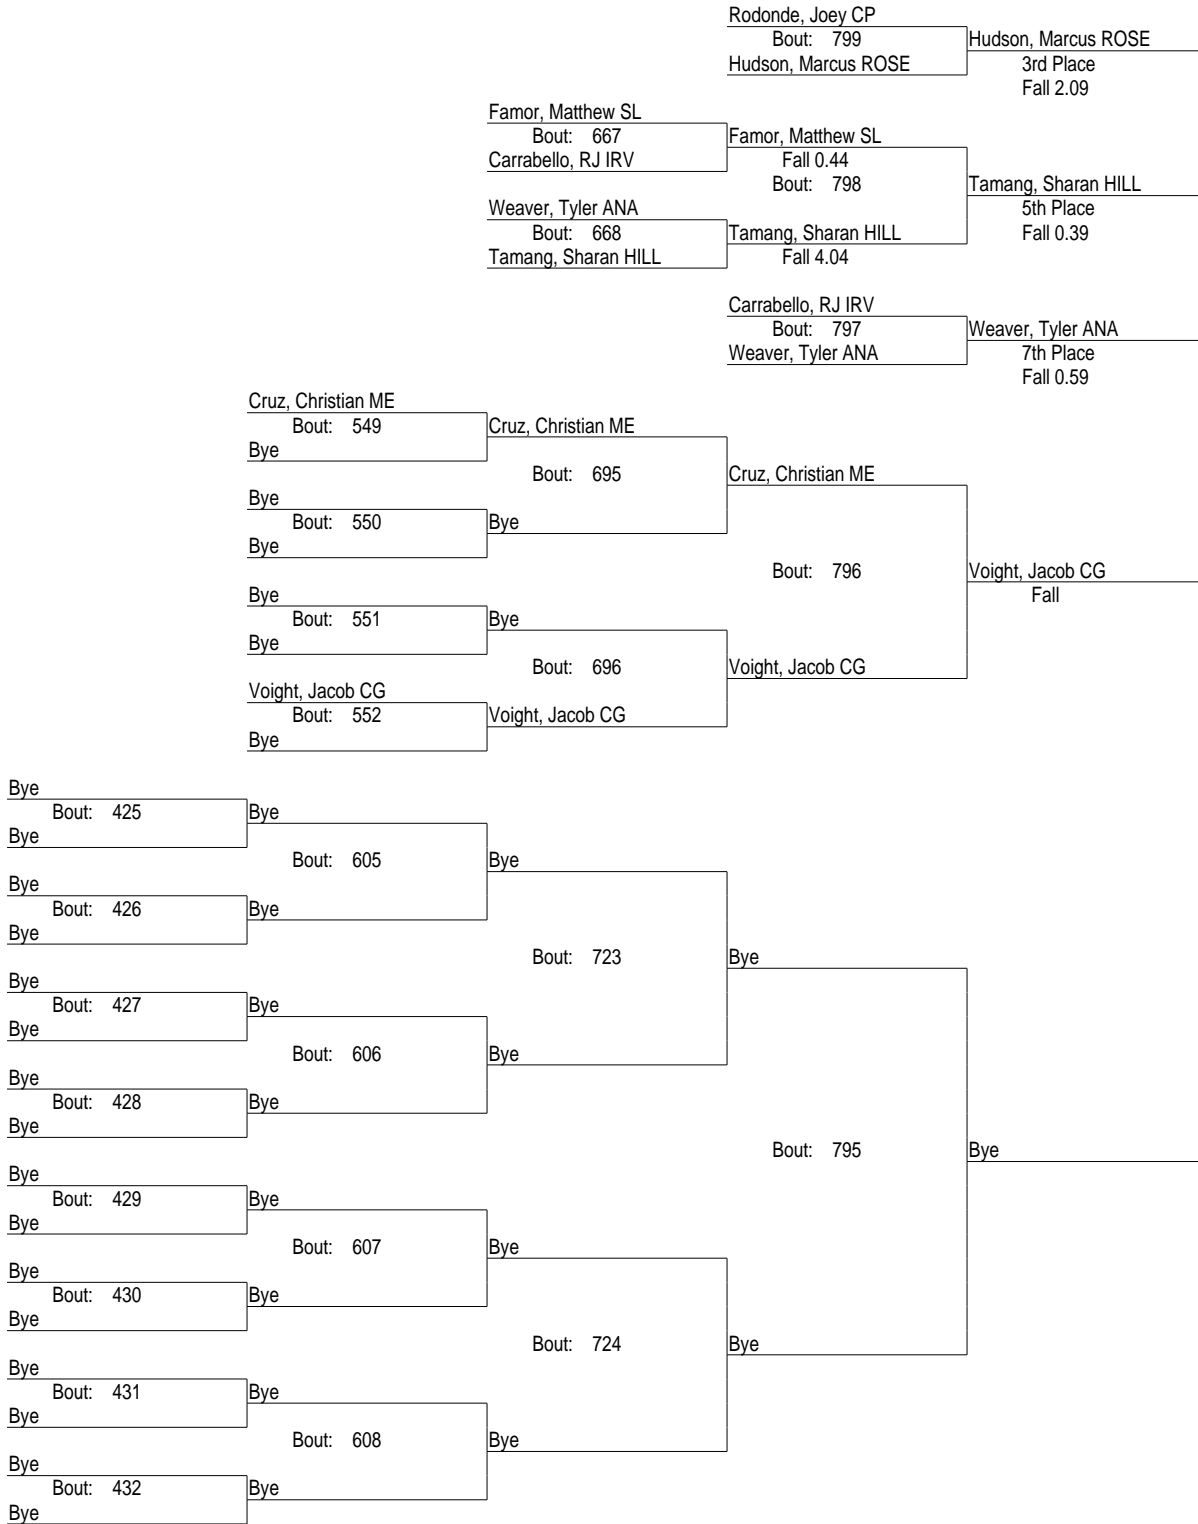 Rodonde, Joey CP
Bout: 799
Hudson, Marcus ROSE
Hudson, Marcus ROSE
3rd Place
Fall 2.09
Famor, Matthew SL
Bout: 667
Carrabello, RJ IRV
Famor, Matthew SL
Fall 0.44
Bout: 798
Tamang, Sharan HILL
5th Place
Fall 0.39
Weaver, Tyler ANA
Bout: 668
Tamang, Sharan HILL
Tamang, Sharan HILL
Fall 4.04
Carrabello, RJ IRV
Bout: 797
Weaver, Tyler ANA
Weaver, Tyler ANA
7th Place
Fall 0.59
Cruz, Christian ME
Bout: 549
Bye
Cruz, Christian ME
Bout: 695
Cruz, Christian ME
Bye
Bout: 550
Bye
Bye
Bout: 796
Voight, Jacob CG
Fall
Bye
Bout: 551
Bye
Bye
Bout: 696
Voight, Jacob CG
Voight, Jacob CG
Bout: 552
Bye
Voight, Jacob CG
Bye
Bout: 425
Bye
Bye
Bout: 605
Bye
Bye
Bout: 426
Bye
Bye
Bout: 723
Bye
Bye
Bout: 427
Bye
Bye
Bout: 606
Bye
Bye
Bout: 428
Bye
Bye
Bout: 795
Bye
Bye
Bout: 429
Bye
Bye
Bout: 607
Bye
Bye
Bout: 430
Bye
Bye
Bout: 724
Bye
Bye
Bout: 431
Bye
Bye
Bout: 608
Bye
Bye
Bout: 432
Bye
Bye